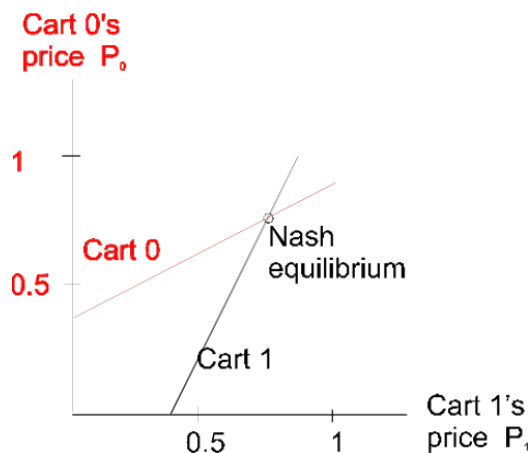 Cart 0's
price P₀
1
Cart 0
Nash
equilibrium
0.5
Cart 1
Cart 1's
price P₁
0.5
1